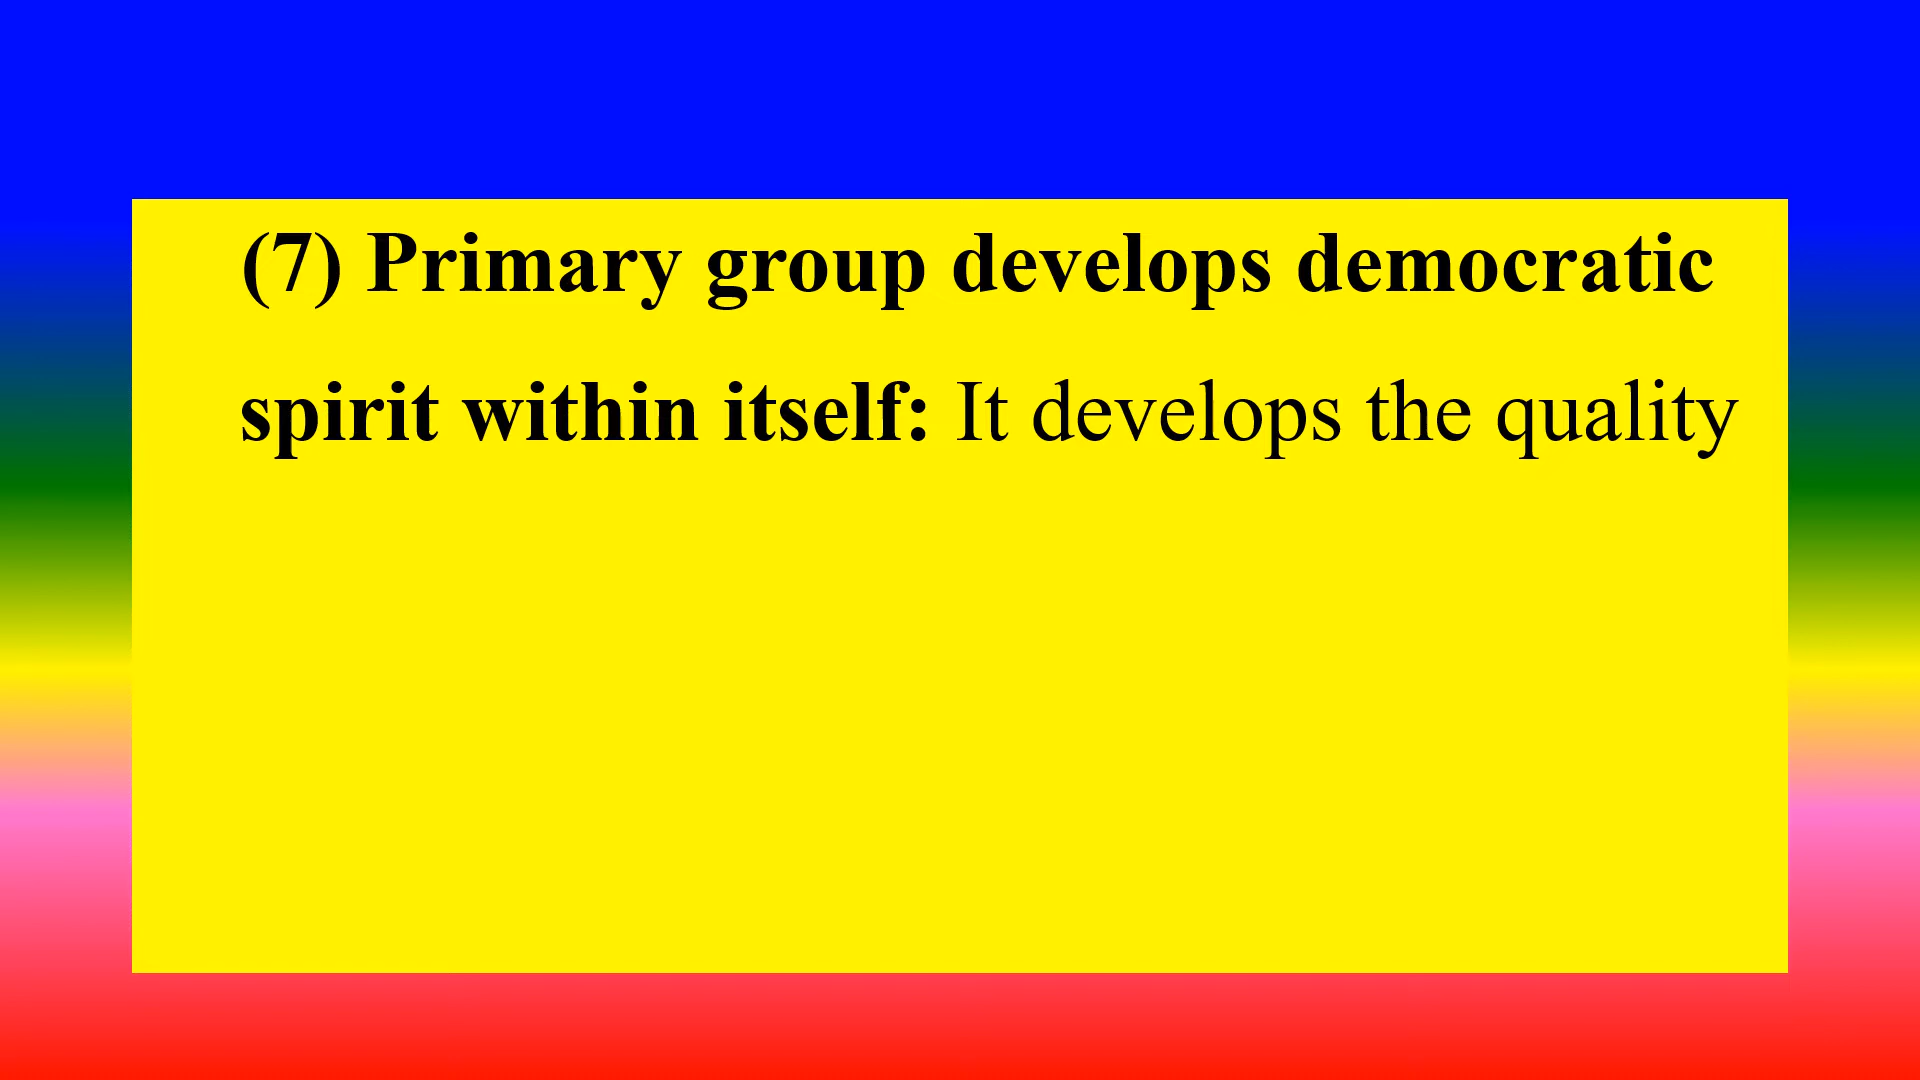 (7) Primary group develops democratic
spirit within itself: It develops the quality